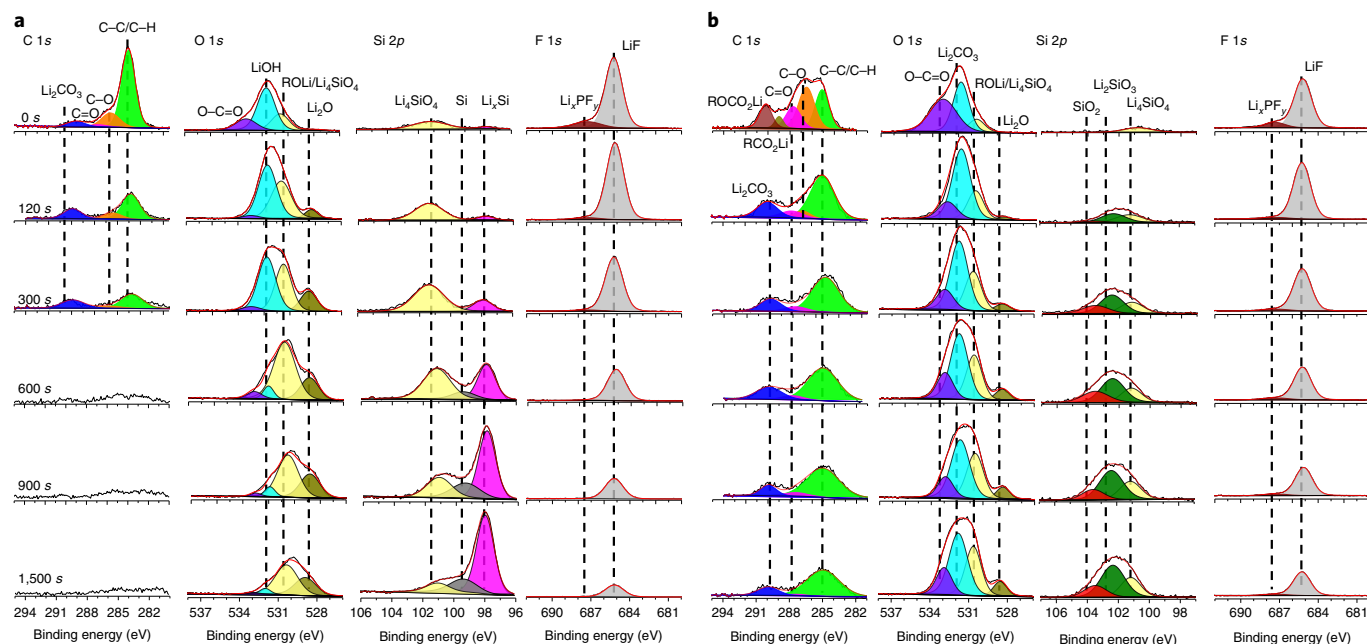 a
C 1s
C–C/C–H
Li2CO3
C–O
C=O
O 1s
LiOH
ROLi/Li4SiO4
O–C=O
Li2O
Si 2p
Li4SiO4
Si
LixSi
F 1s
LiF
LixPFy
0 s
120 s
300 s
600 s
900 s
1,500 s
294 291 288 285 282
Binding energy (eV)
537 534 531 528
Binding energy (eV)
106 104 102 100 98 96
Binding energy (eV)
690 687 684 681
Binding energy (eV)
b
C 1s
C–O
C=O
C–C/C–H
ROCO2Li
RCO2Li
Li2CO3
O 1s
Li2CO3
O–C=O
ROLi/Li4SiO4
Li2O
Si 2p
Li2SiO3
SiO2
Li4SiO4
F 1s
LiF
LixPFy
294 291 288 285 282
Binding energy (eV)
537 534 531 528
Binding energy (eV)
106 104 102 100 98
Binding energy (eV)
690 687 684 681
Binding energy (eV)